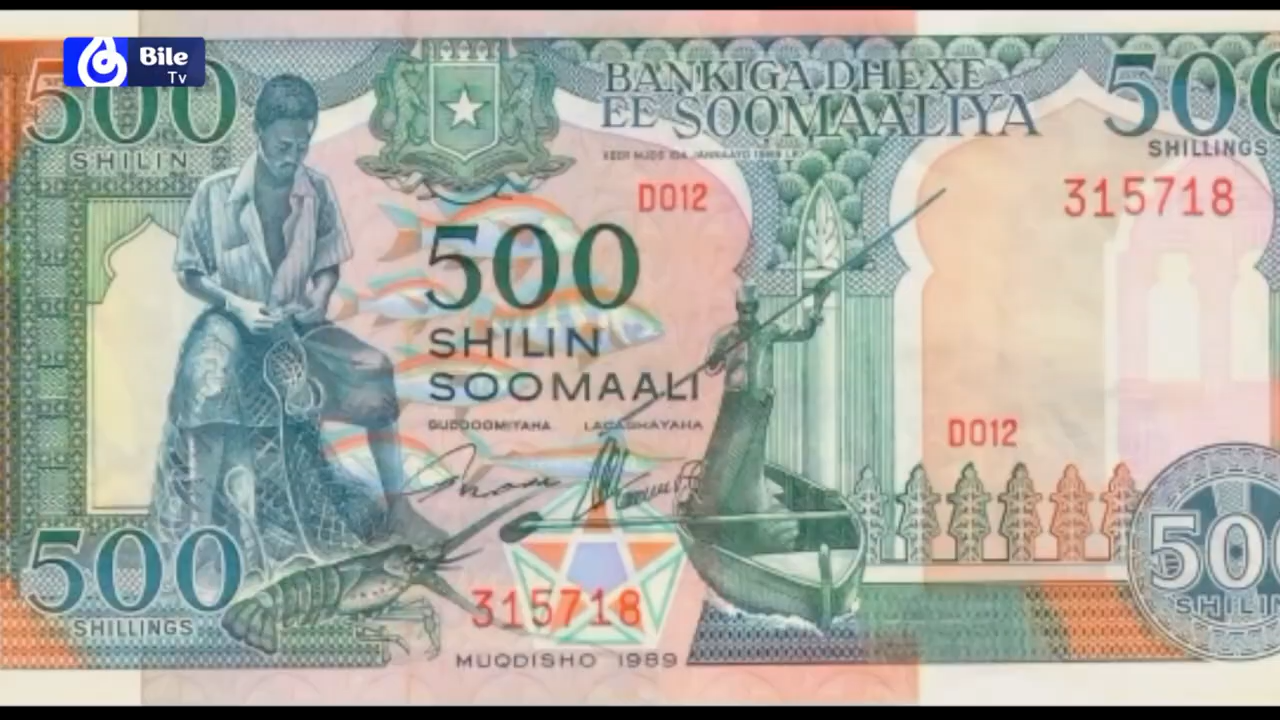 Bile
Tv
500
SHILIN
BANKIGA DHEXE
EE SOOMAALIYA
500
SHILLINGS
D012
315718
500
SHILIN
SOOMAALI
GUDDOOMIYAHA LACAGHAYAHA
D012
500
SHILLINGS
315718
MUQDISHO 1989
500
SHILIN